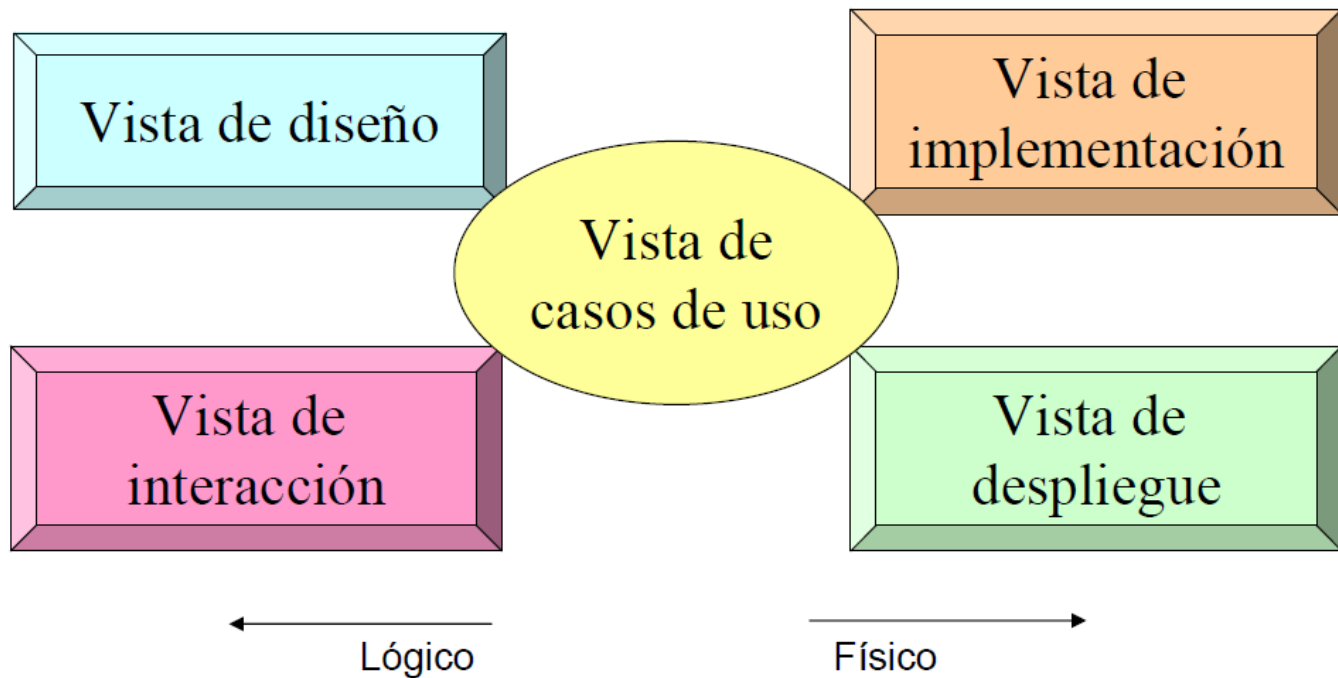 Vista de diseño
Vista de
implementación
Vista de
casos de uso
Vista de
interacción
Vista de
despliegue
Lógico
Físico